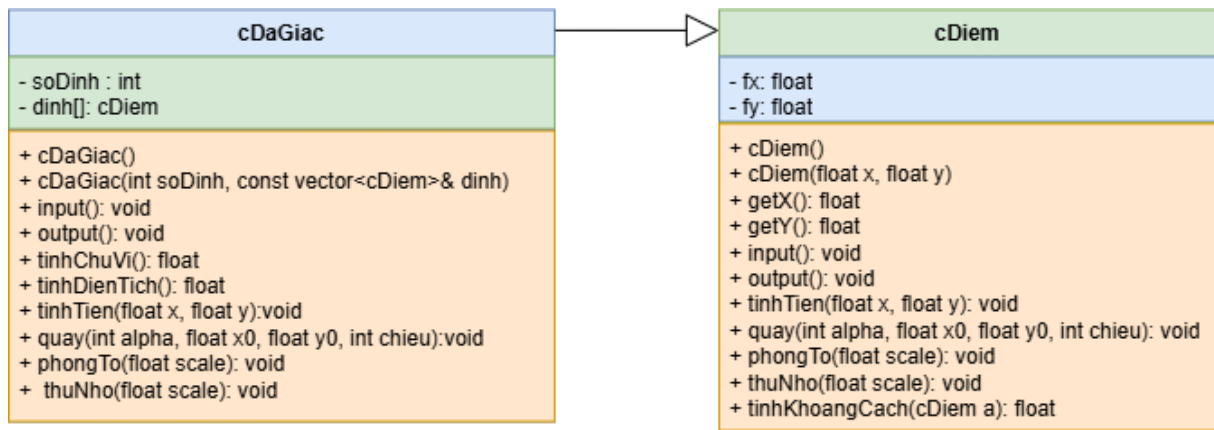 cDaGiac
- soDinh : int
- dinh[]: cDiem
+ cDaGiac()
+ cDaGiac(int soDinh, const vector<cDiem>& dinh)
+ input(): void
+ output(): void
+ tinhChuVi(): float
+ tinhDienTich(): float
+ tinhTien(float x, float y):void
+ quay(int alpha, float x0, float y0, int chieu):void
+ phongTo(float scale): void
+ thuNho(float scale): void
cDiem
- fx: float
- fy: float
+ cDiem()
+ cDiem(float x, float y)
+ getX(): float
+ getY(): float
+ input(): void
+ output(): void
+ tinhTien(float x, float y): void
+ quay(int alpha, float x0, float y0, int chieu): void
+ phongTo(float scale): void
+ thuNho(float scale): void
+ tinhKhoangCach(cDiem a): float